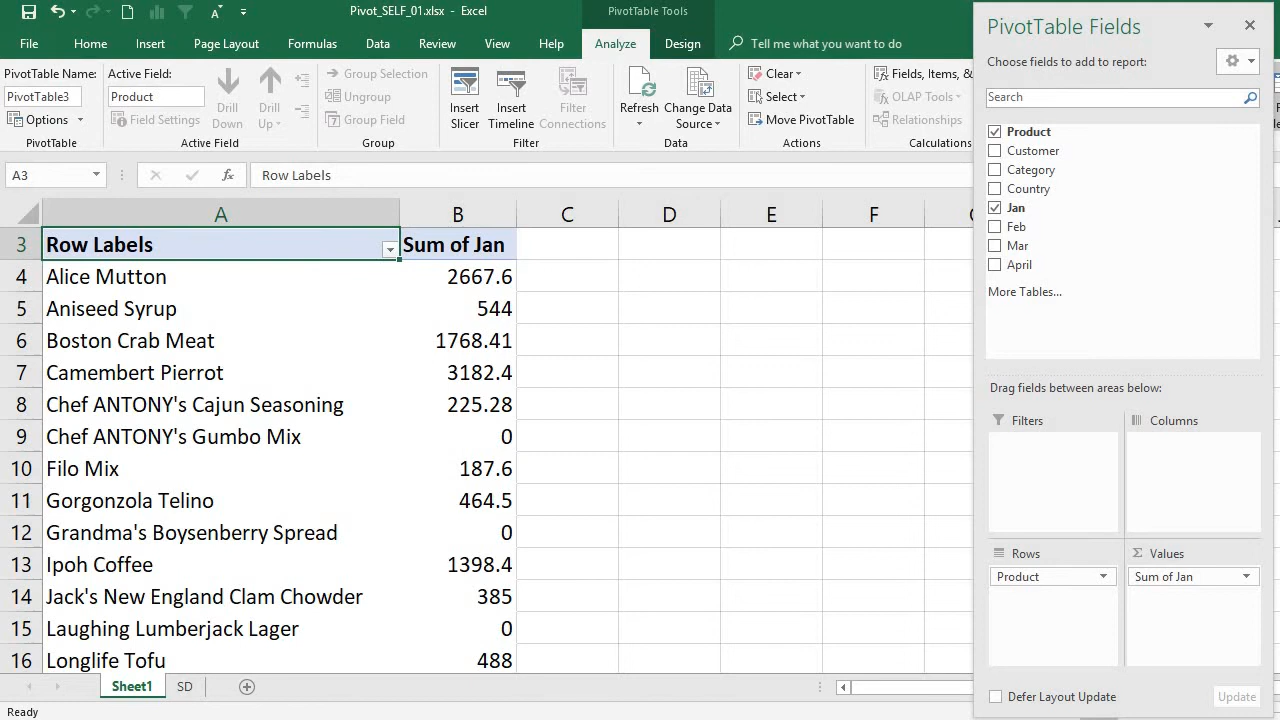 Pivot_SELF_01.xlsx - Excel
PivotTable Tools
File Home Insert Page Layout Formulas Data Review View Help Analyze Design Tell me what you want to do
PivotTable Name:
PivotTable3
Options
PivotTable
Active Field:
Product
Field Settings
Drill Down
Drill Up
Active Field
Group Selection
Ungroup
Group Field
Group
Insert Slicer
Insert Timeline
Filter Connections
Filter
Refresh
Change Data Source
Data
Clear
Select
Move PivotTable
Actions
Fields, Items, &
OLAP Tools
Relationships
Calculations
A3 fx Row Labels
A B C D E F
3 Row Labels Sum of Jan
4 Alice Mutton 2667.6
5 Aniseed Syrup 544
6 Boston Crab Meat 1768.41
7 Camembert Pierrot 3182.4
8 Chef ANTONY's Cajun Seasoning 225.28
9 Chef ANTONY's Gumbo Mix 0
10 Filo Mix 187.6
11 Gorgonzola Telino 464.5
12 Grandma's Boysenberry Spread 0
13 Ipoh Coffee 1398.4
14 Jack's New England Clam Chowder 385
15 Laughing Lumberjack Lager 0
16 Longlife Tofu 488
Sheet1 SD
Ready
PivotTable Fields
Choose fields to add to report:
Search
Product
Customer
Category
Country
Jan
Feb
Mar
April
More Tables...
Drag fields between areas below:
Filters
Columns
Rows
Σ Values
Product
Sum of Jan
Defer Layout Update
Update